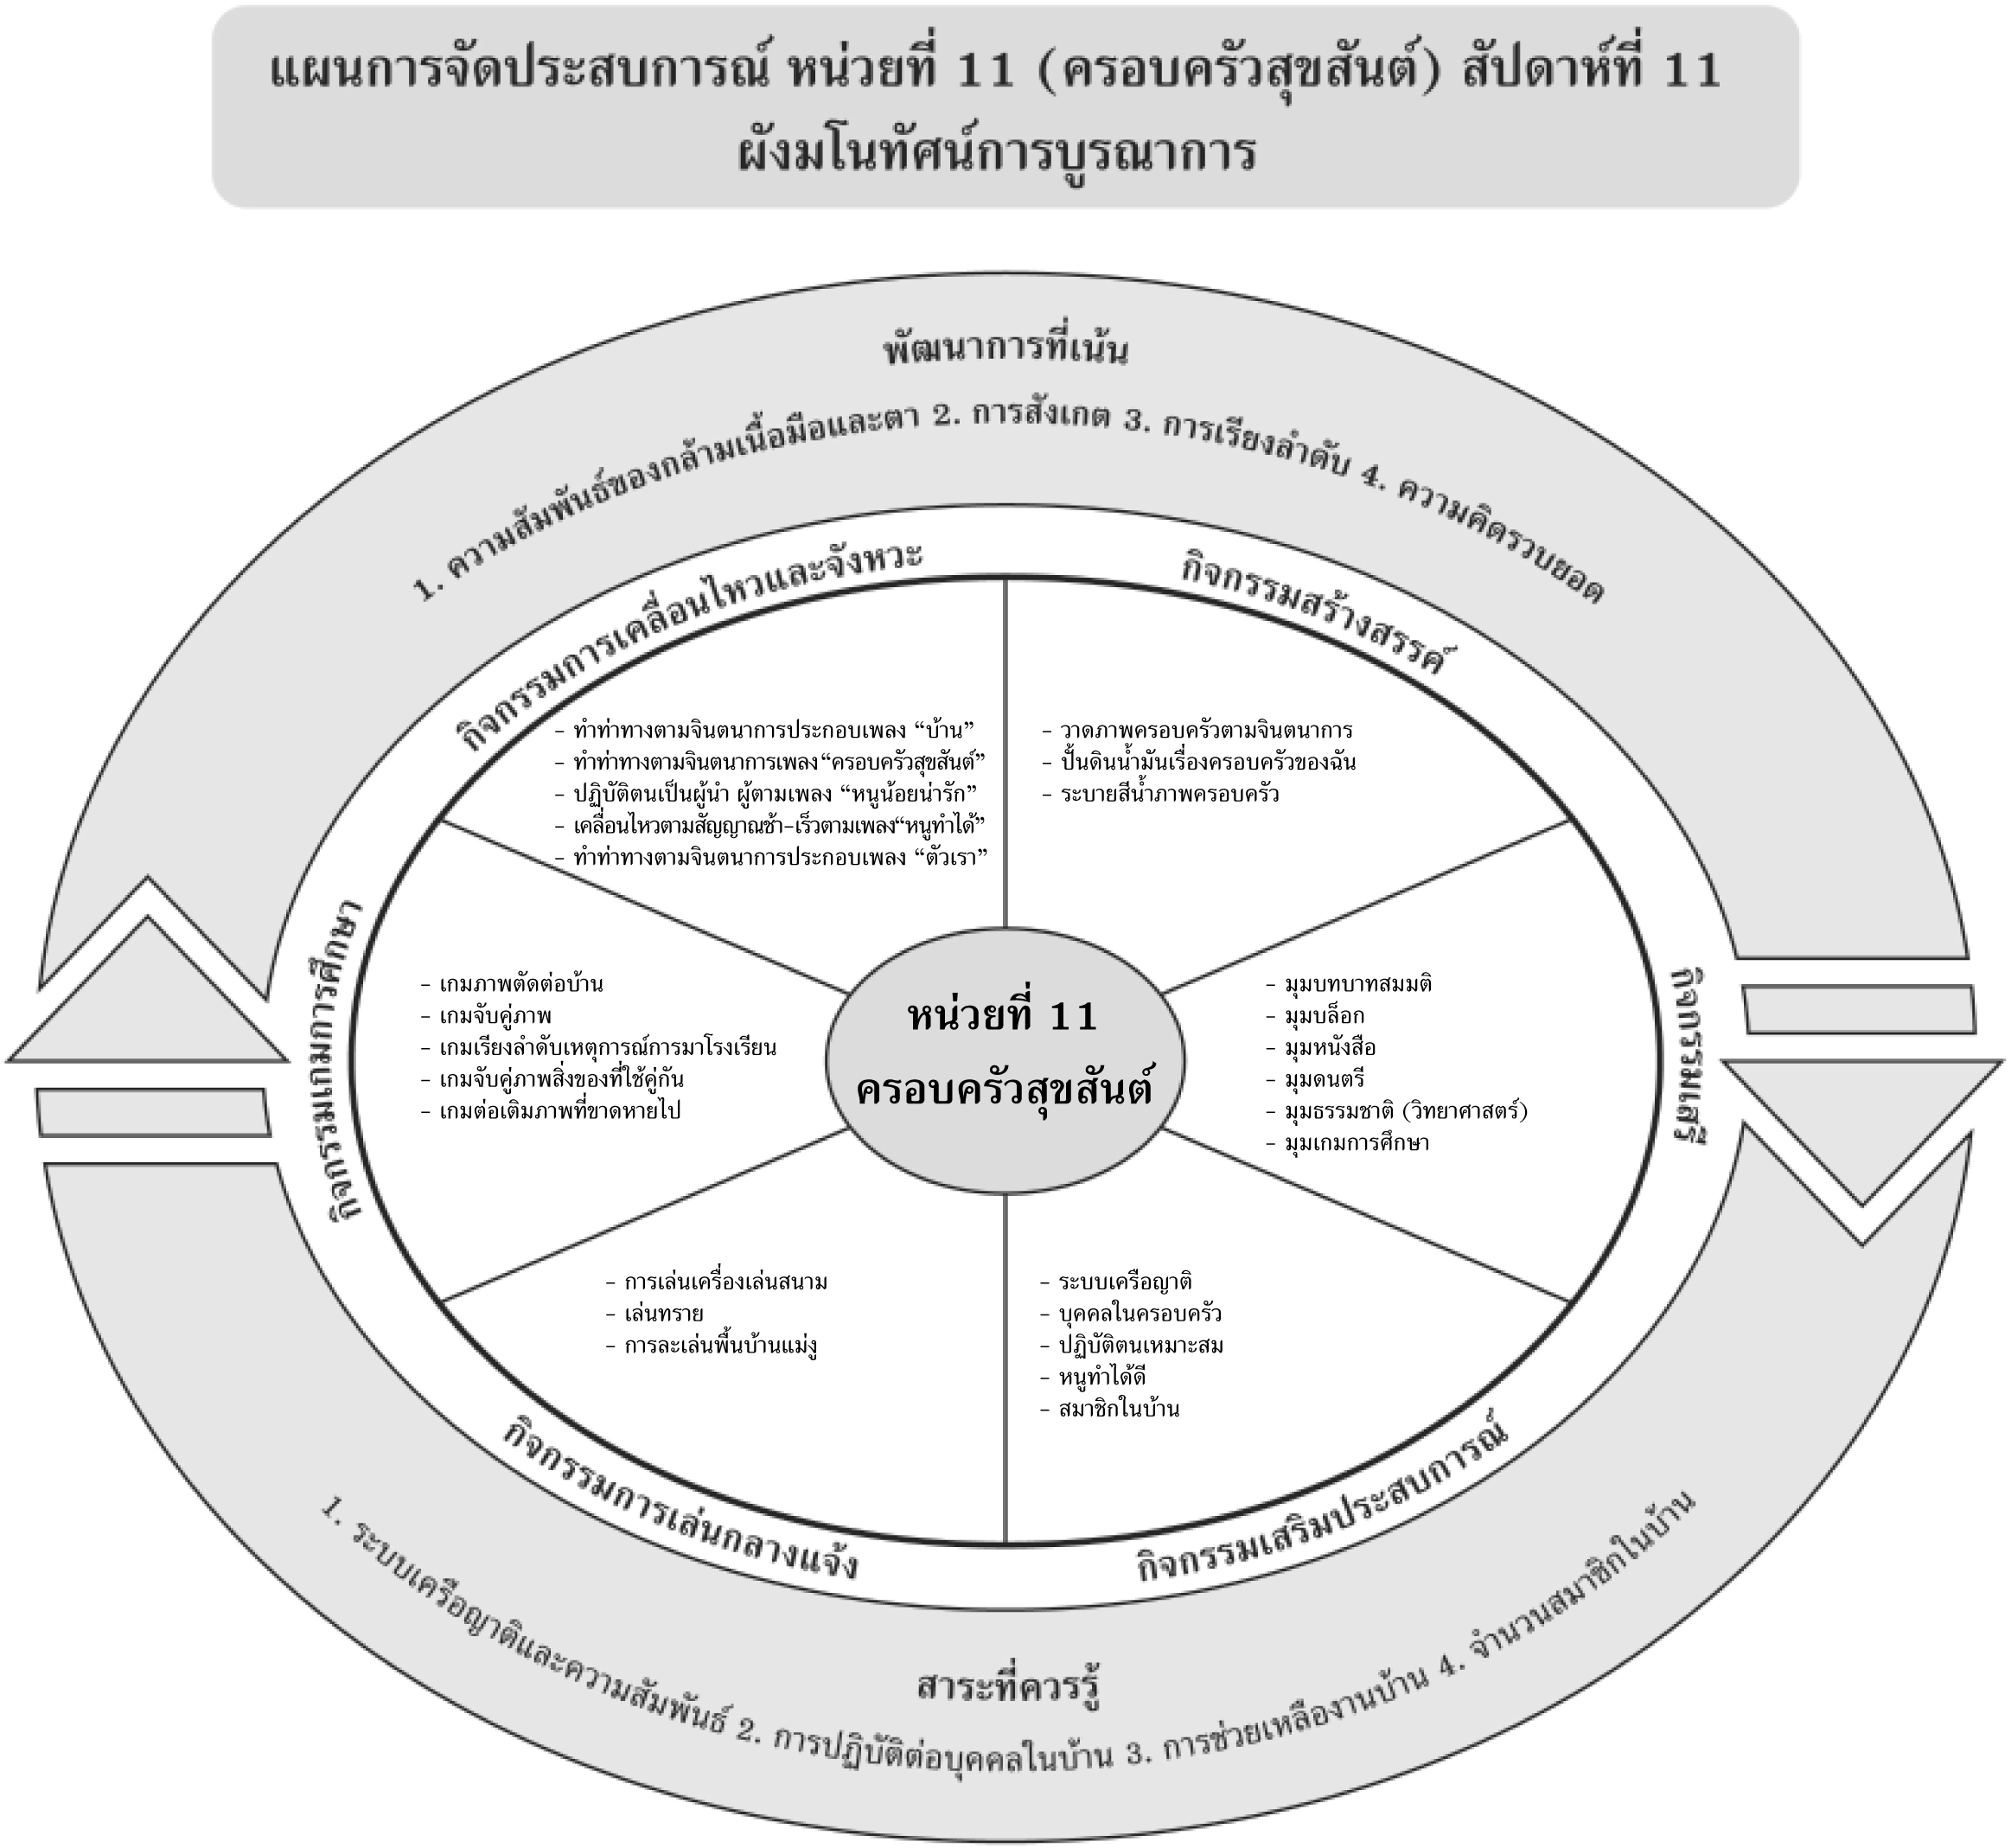 แผนการจัดประสบการณ์ หน่วยที่ 11 (ครอบครัวสุขสันต์) สัปดาห์ที่ 11
ผังมโนทัศน์การบูรณาการ
พัฒนาการที่เน้น
1. ความสัมพันธ์ของกล้ามเนื้อมือและตา 2. การสังเกต 3. การเรียงลำดับ 4. ความคิดรวบยอด
กิจกรรมการเคลื่อนไหวและจังหวะ
- ทำท่าทางตามจินตนาการประกอบเพลง “บ้าน”
- ทำท่าทางตามจินตนาการเพลง“ครอบครัวสุขสันต์”
- ปฏิบัติตนเป็นผู้นำ ผู้ตามเพลง “หนูน้อยน่ารัก”
- เคลื่อนไหวตามสัญญาณช้า-เร็วตามเพลง“หนูทำได้”
- ทำท่าทางตามจินตนาการประกอบเพลง “ตัวเรา”
กิจกรรมสร้างสรรค์
- วาดภาพครอบครัวตามจินตนาการ
- ปั้นดินน้ำมันเรื่องครอบครัวของฉัน
- ระบายสีน้ำภาพครอบครัว
กิจกรรมเกมการศึกษา
- เกมภาพตัดต่อบ้าน
- เกมจับคู่ภาพ
- เกมเรียงลำดับเหตุการณ์การมาโรงเรียน
- เกมจับคู่ภาพสิ่งของที่ใช้คู่กัน
- เกมต่อเติมภาพที่ขาดหายไป
หน่วยที่ 11
ครอบครัวสุขสันต์
กิจกรรมเสรี
- มุมบทบาทสมมติ
- มุมบล็อก
- มุมหนังสือ
- มุมดนตรี
- มุมธรรมชาติ (วิทยาศาสตร์)
- มุมเกมการศึกษา
กิจกรรมการเล่นกลางแจ้ง
- การเล่นเครื่องเล่นสนาม
- เล่นทราย
- การละเล่นพื้นบ้านแม่งู
กิจกรรมเสริมประสบการณ์
- ระบบเครือญาติ
- บุคคลในครอบครัว
- ปฏิบัติตนเหมาะสม
- หนูทำได้ดี
- สมาชิกในบ้าน
สาระที่ควรรู้
1. ระบบเครือญาติและความสัมพันธ์ 2. การปฏิบัติต่อบุคคลในบ้าน 3. การช่วยเหลืองานบ้าน 4. จำนวนสมาชิกในบ้าน